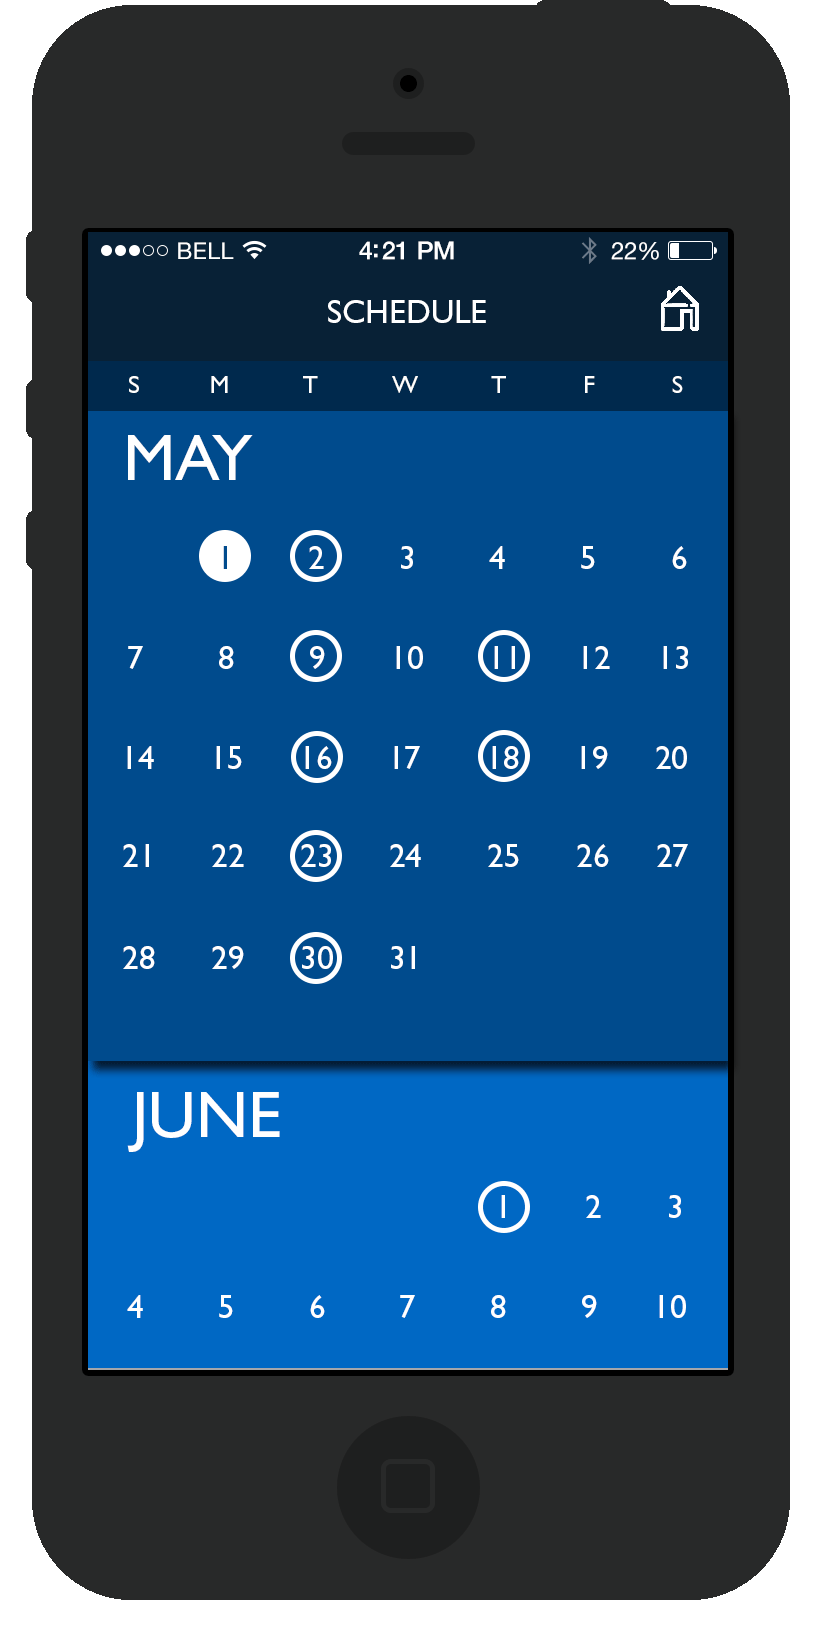 BELL 4:21 PM 22%
SCHEDULE
S M T W T F S
MAY
1 2 3 4 5 6
7 8 9 10 11 12 13
14 15 16 17 18 19 20
21 22 23 24 25 26 27
28 29 30 31
JUNE
1 2 3
4 5 6 7 8 9 10